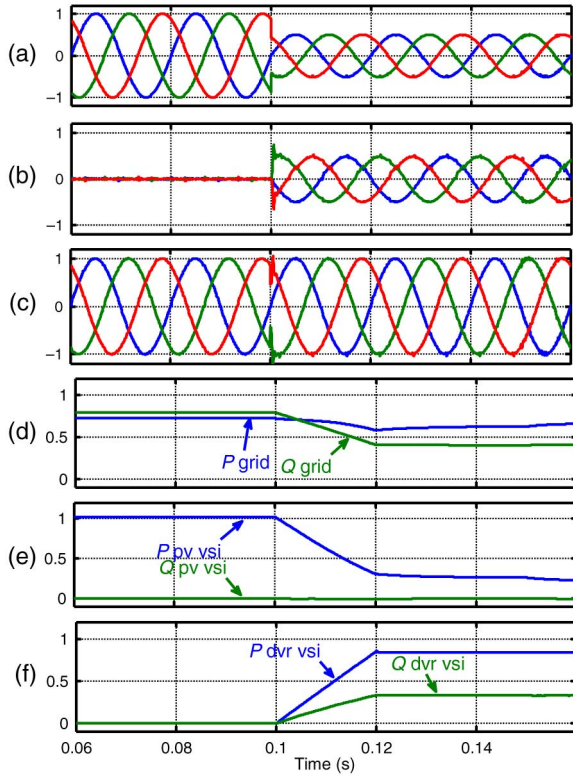 (a)
1
0
−1
(b)
1
0
−1
(c)
1
0
−1
(d)
1
0.5
0
P grid
Q grid
(e)
1
0.5
0
P pv vsi
Q pv vsi
(f)
1
0.5
0
P dvr vsi
Q dvr vsi
0.06 0.08 0.1 0.12 0.14
Time (s)